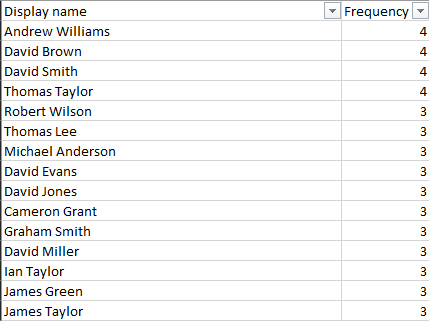 Display name Frequency
Andrew Williams 4
David Brown 4
David Smith 4
Thomas Taylor 4
Robert Wilson 3
Thomas Lee 3
Michael Anderson 3
David Evans 3
David Jones 3
Cameron Grant 3
Graham Smith 3
David Miller 3
Ian Taylor 3
James Green 3
James Taylor 3